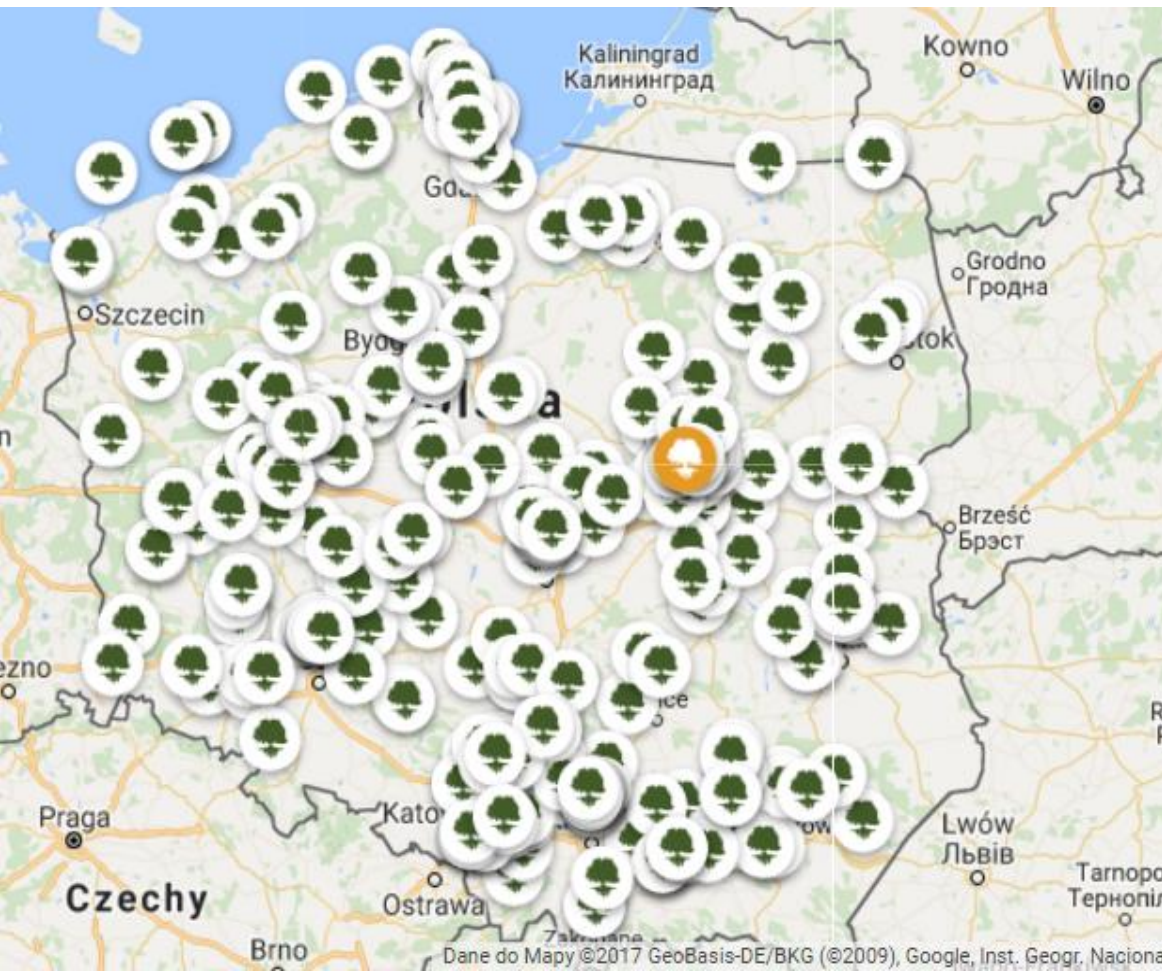 Kaliningrad
Калининград
Kowno
Wilno
Grodno
Гродна
Szczecin
Brześć
Брэст
Praga
Czechy
Ostrawa
Brno
Lwów
Львів
Zakopane
Dane do Mapy ©2017 GeoBasis-DE/BKG (©2009), Google, Inst. Geogr. Naciona